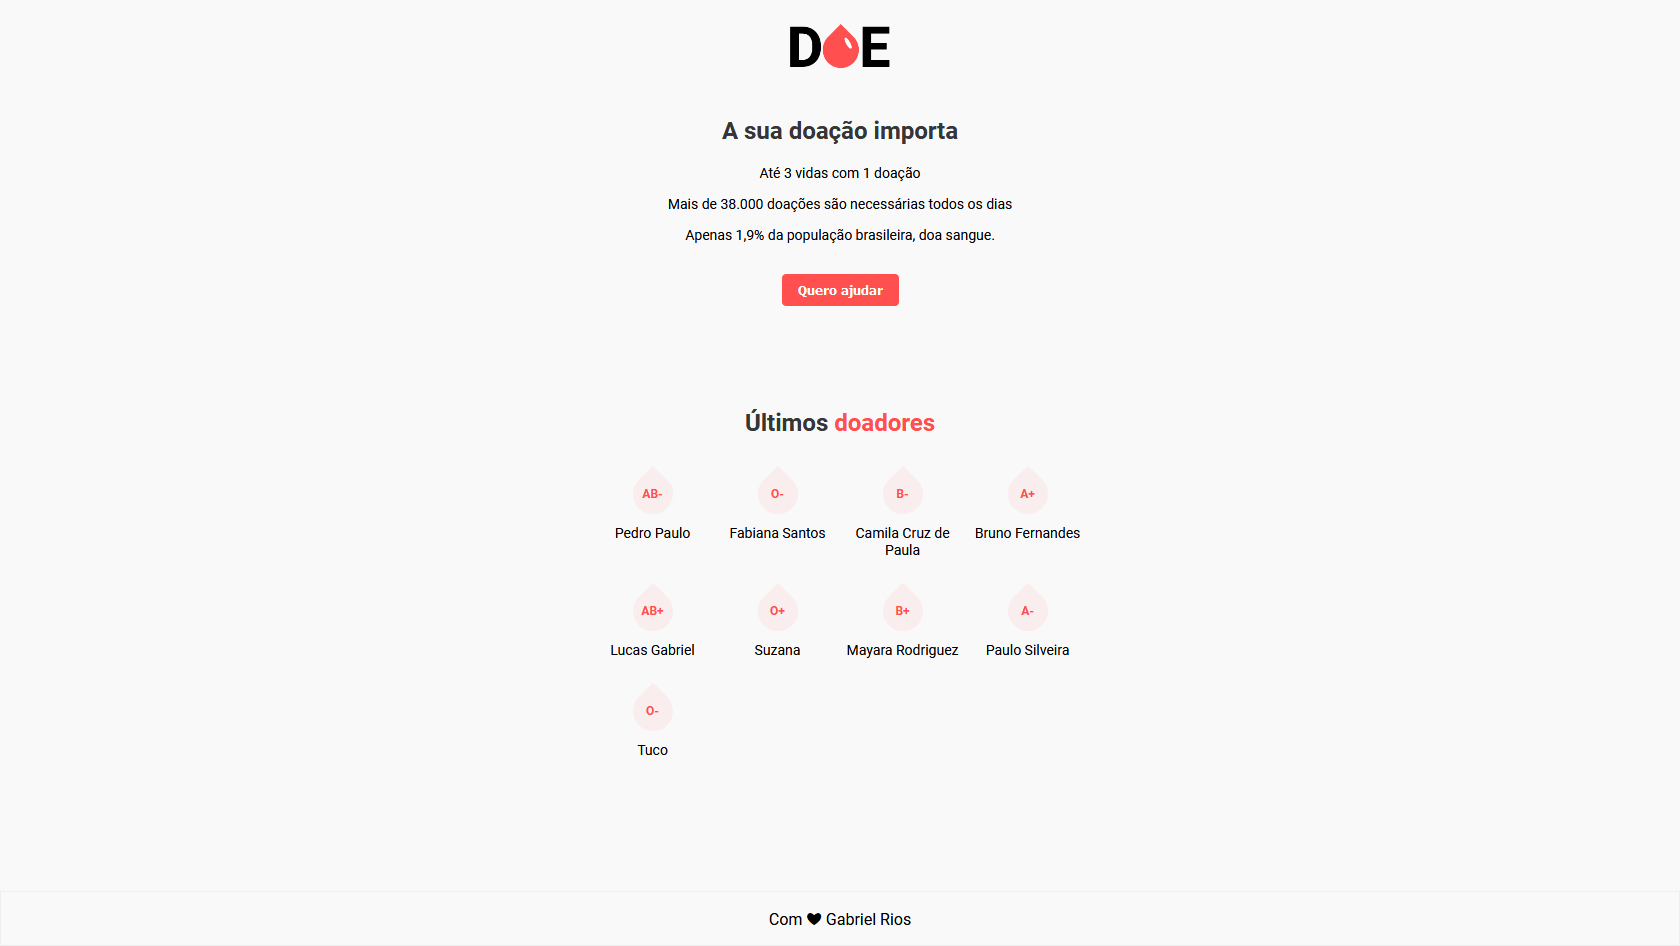 DOE
A sua doação importa
Até 3 vidas com 1 doação
Mais de 38.000 doações são necessárias todos os dias
Apenas 1,9% da população brasileira, doa sangue.
Quero ajudar
Últimos doadores
AB- O- B- A+
Pedro Paulo Fabiana Santos Camila Cruz de Bruno Fernandes
Paula
AB+ O+ B+ A-
Lucas Gabriel Suzana Mayara Rodriguez Paulo Silveira
O-
Tuco
Com ♥ Gabriel Rios